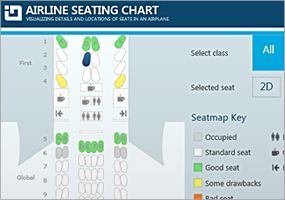 AIRLINE SEATING CHART
VISUALIZING DETAILS AND LOCATIONS OF SEATS IN AN AIRPLANE
Select class
All
First
1
2
3
4
Selected seat
2D
Seatmap Key
Occupied
Standard seat
Good seat
Some drawbacks
Bad seat
5
6
7
8
9
Global